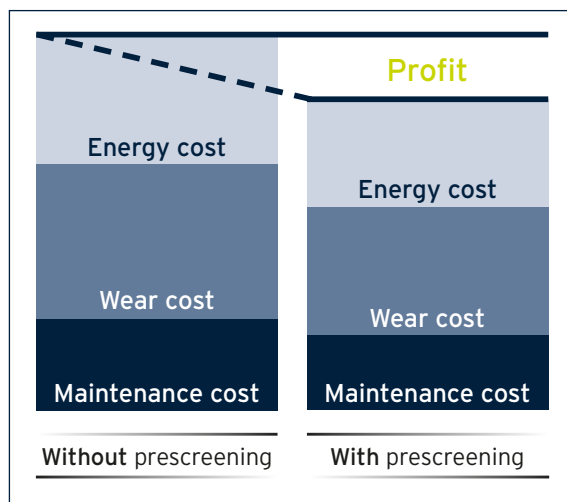 Profit
Energy cost
Energy cost
Wear cost
Wear cost
Maintenance cost
Maintenance cost
Without prescreening
With prescreening